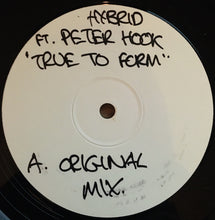 HYBRID
FT. PETER HOOK
"TRUE TO FORM"
A. ORIGINAL
MIX.